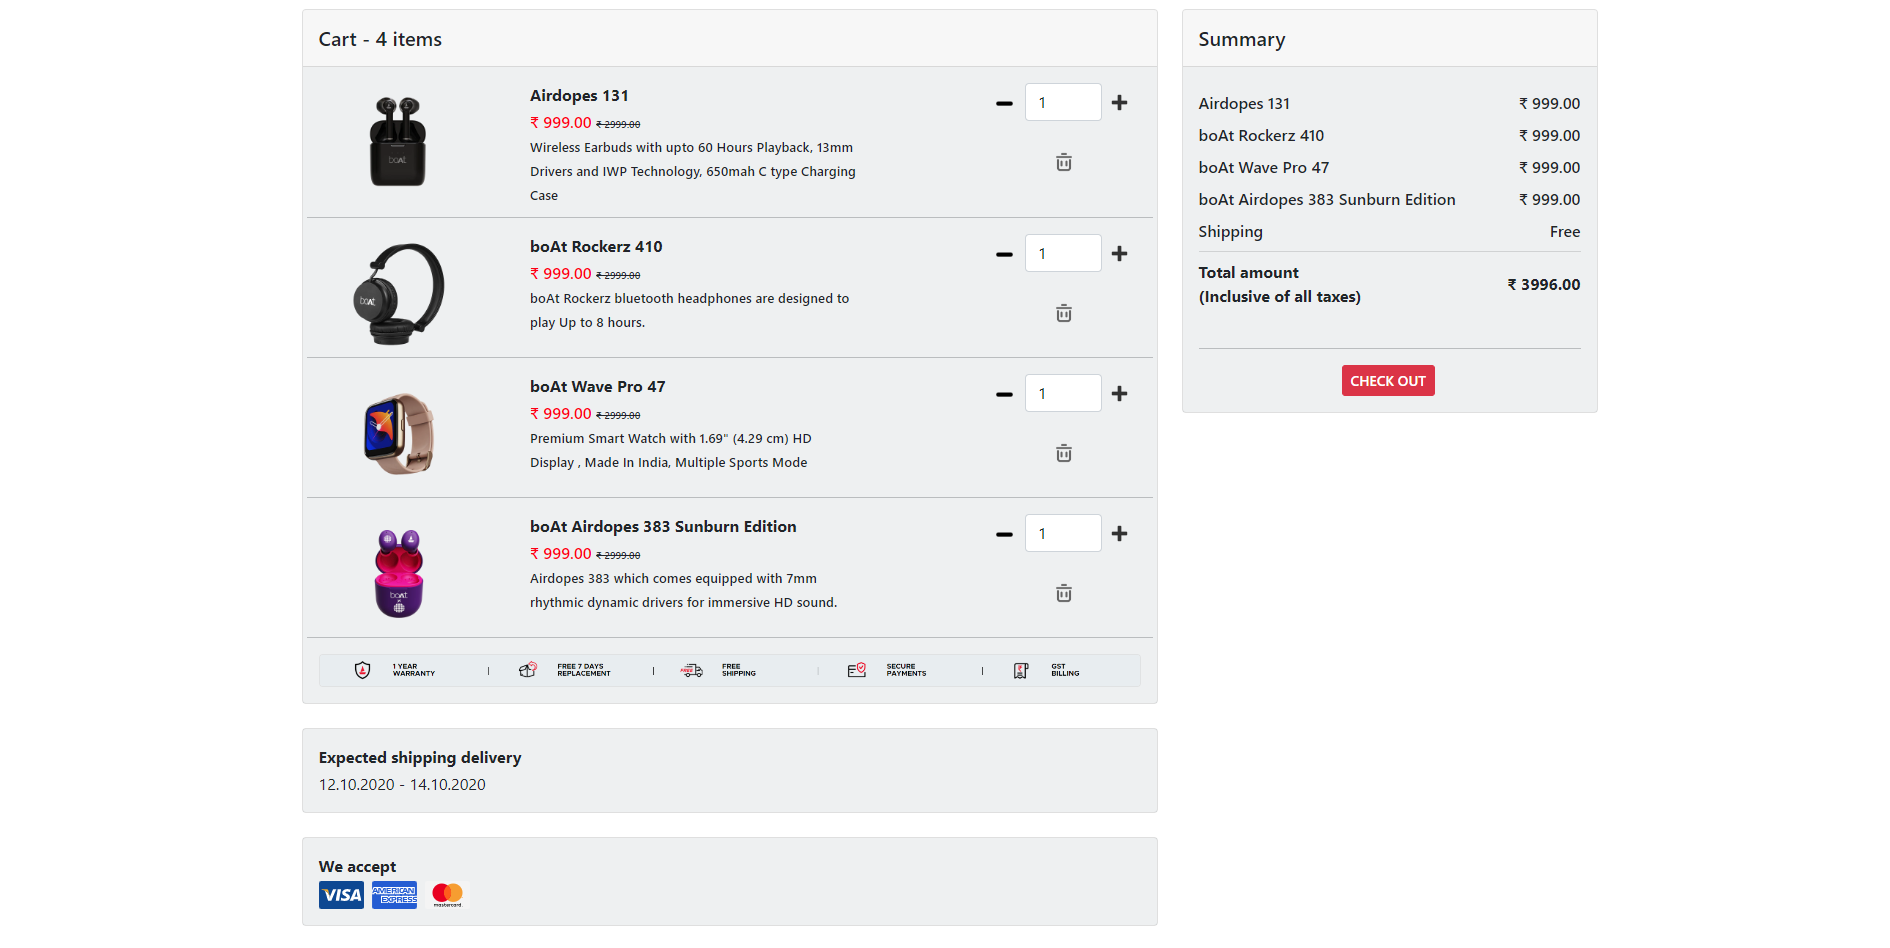 Cart - 4 items
boAt
Airdopes 131
₹ 999.00 ₹ 2999.00
Wireless Earbuds with upto 60 Hours Playback, 13mm
Drivers and IWP Technology, 650mah C type Charging
Case
1
boAt
boAt Rockerz 410
₹ 999.00 ₹ 2999.00
boAt Rockerz bluetooth headphones are designed to
play Up to 8 hours.
1
boAt Wave Pro 47
₹ 999.00 ₹ 2999.00
Premium Smart Watch with 1.69" (4.29 cm) HD
Display , Made In India, Multiple Sports Mode
1
boAt
boAt Airdopes 383 Sunburn Edition
₹ 999.00 ₹ 2999.00
Airdopes 383 which comes equipped with 7mm
rhythmic dynamic drivers for immersive HD sound.
1
1 YEAR
WARRANTY
FREE 7 DAYS
REPLACEMENT
FREE
FREE
SHIPPING
SECURE
PAYMENTS
GST
BILLING
Expected shipping delivery
12.10.2020 - 14.10.2020
We accept
VISA
AMERICAN
EXPRESS
mastercard.
Summary
Airdopes 131 ₹ 999.00
boAt Rockerz 410 ₹ 999.00
boAt Wave Pro 47 ₹ 999.00
boAt Airdopes 383 Sunburn Edition ₹ 999.00
Shipping Free
Total amount
(Inclusive of all taxes) ₹ 3996.00
CHECK OUT